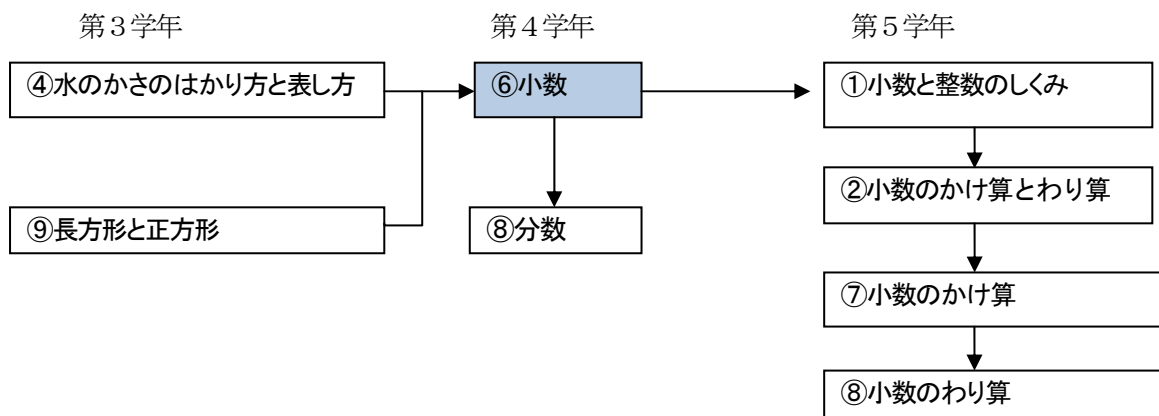 第３学年 第４学年 第５学年
④水のかさのはかり方と表し方 ⑥小数 ①小数と整数のしくみ
②小数のかけ算とわり算
⑨長方形と正方形 ⑧分数
⑦小数のかけ算
⑧小数のわり算